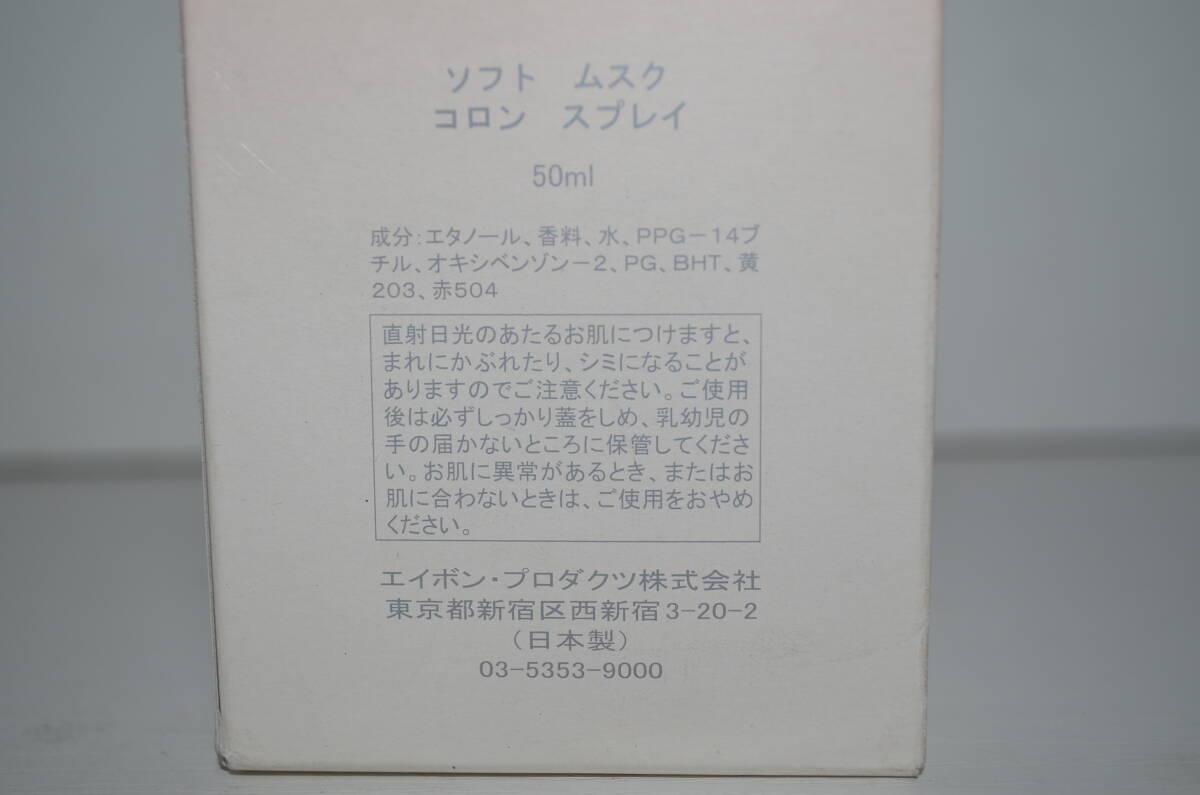 ソフト　ムスク
コロン　スプレイ
50ml
成分：エタノール、香料、水、PPG－14ブ
チル、オキシベンゾン－2、PG、BHT、黄
203、赤504
直射日光のあたるお肌につけますと、
まれにかぶれたり、シミになることが
ありますのでご注意ください。ご使用
後は必ずしっかり蓋をしめ、乳幼児の
手の届かないところに保管してくださ
い。お肌に異常があるとき、またはお
肌に合わないときは、ご使用をおやめ
ください。
エイボン・プロダクツ株式会社
東京都新宿区西新宿3-20-2
（日本製）
03-5353-9000